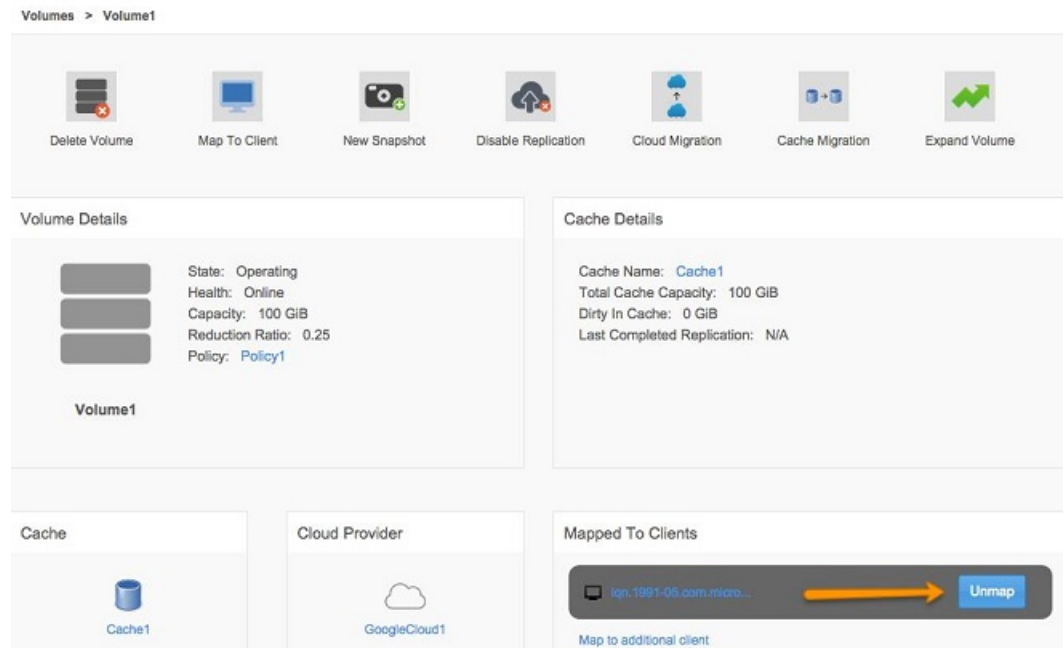 Volumes > Volume1
Delete Volume
Map To Client
New Snapshot
Disable Replication
Cloud Migration
Cache Migration
Expand Volume
Volume Details
State: Operating
Health: Online
Capacity: 100 GiB
Reduction Ratio: 0.25
Policy: Policy1
Volume1
Cache Details
Cache Name: Cache1
Total Cache Capacity: 100 GiB
Dirty In Cache: 0 GiB
Last Completed Replication: N/A
Cache
Cache1
Cloud Provider
GoogleCloud1
Mapped To Clients
iqn.1991-05.com.micro...
Unmap
Map to additional client